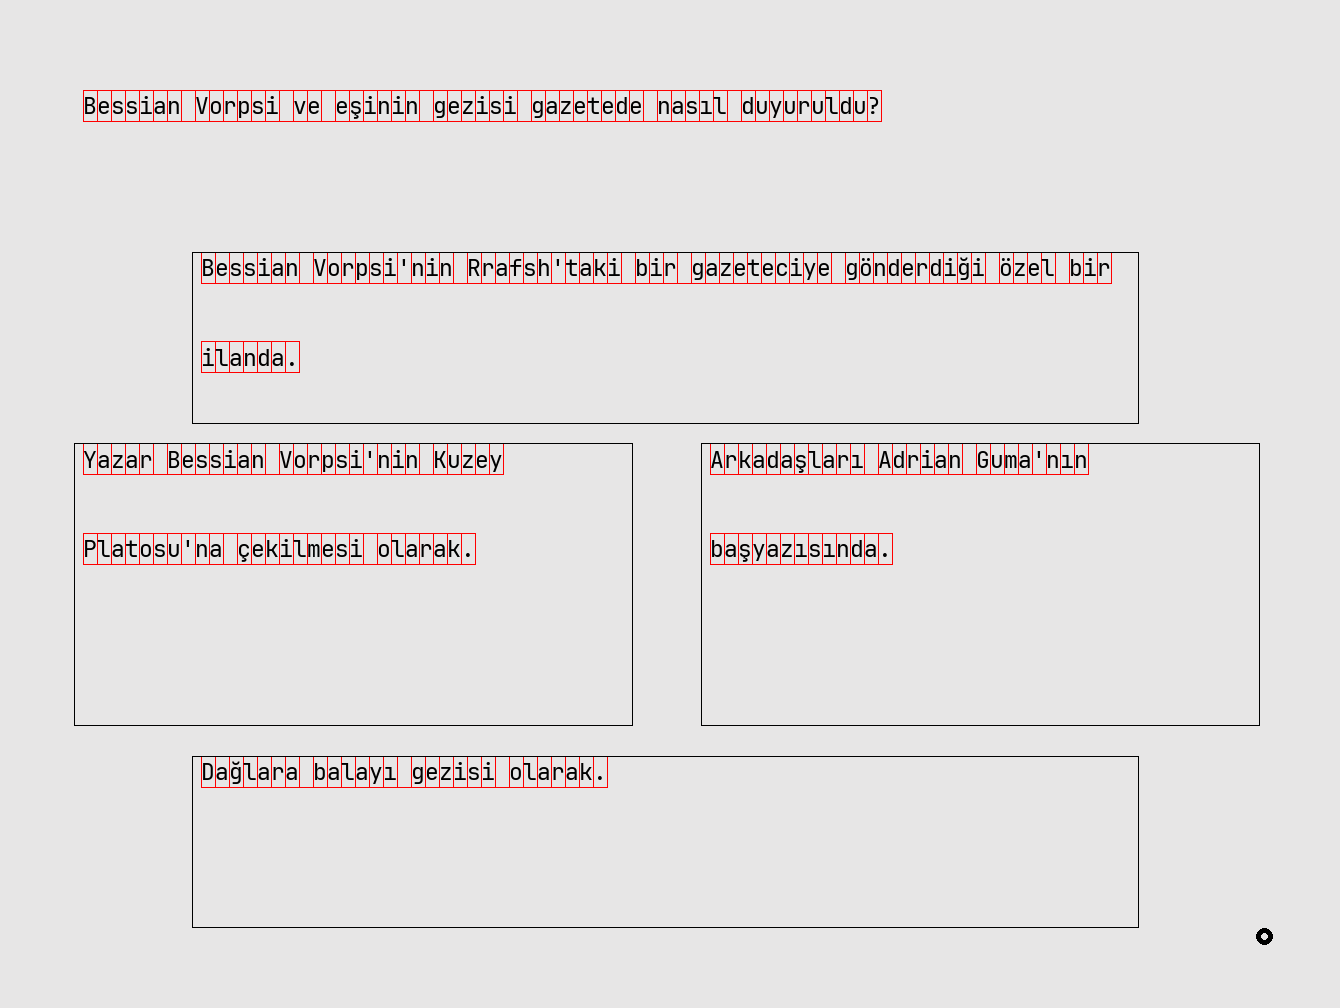 Bessian Vorpsi ve eşinin gezisi gazetede nasıl duyuruldu?
Bessian Vorpsi'nin Rrafsh'taki bir gazeteciye gönderdiği özel bir
ilanda.
Yazar Bessian Vorpsi'nin Kuzey
Platosu'na çekilmesi olarak.
Arkadaşları Adrian Guma'nın
başyazısında.
Dağlara balayı gezisi olarak.